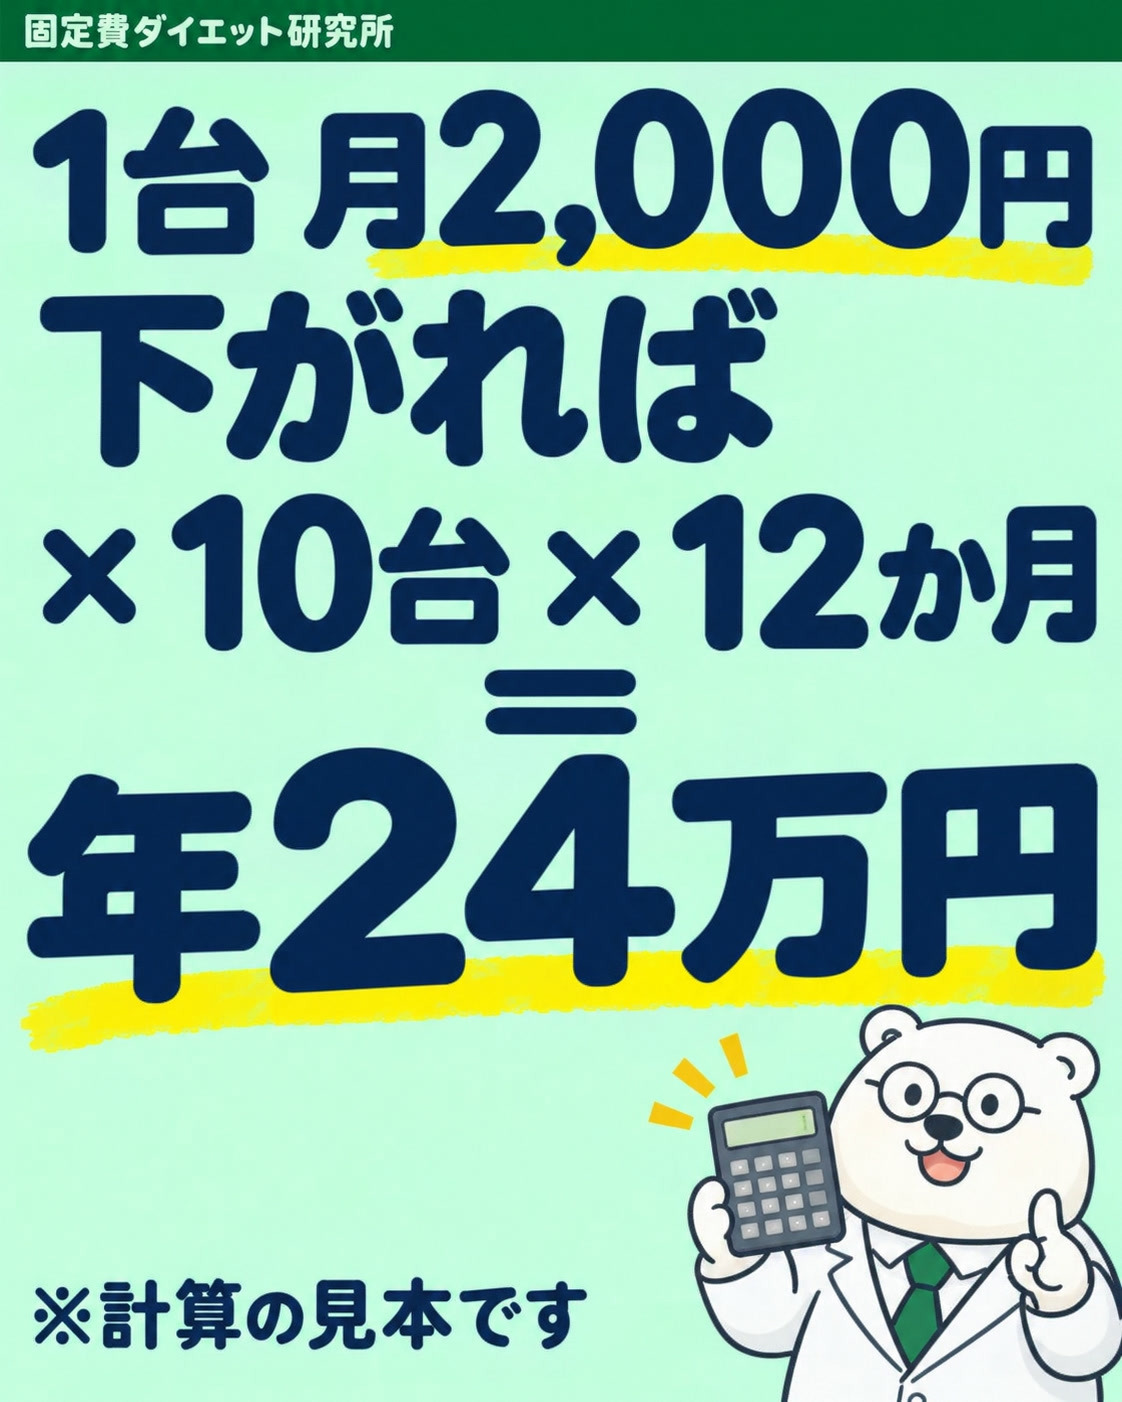 固定費ダイエット研究所
1台 月2,000円
下がれば
×10台×12か月
=
年24万円
※計算の見本です